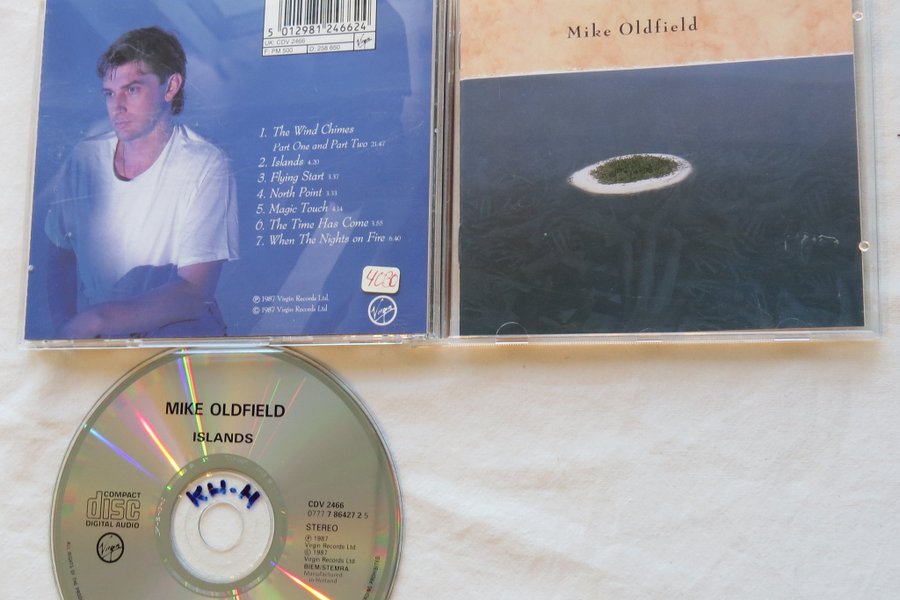 5 012981 246624
UK: CDV 2466
F: PM 500
D: 258 650
Virgin
1. The Wind Chimes
Part One and Part Two 21:47
2. Islands 4.20
3. Flying Start 3.37
4. North Point 3.33
5. Magic Touch 4.14
6. The Time Has Come 3.55
7. When The Nights on Fire 6.40
4080
℗ 1987 Virgin Records Ltd.
© 1987 Virgin Records Ltd.
Virgin
Mike Oldfield
MIKE OLDFIELD
ISLANDS
KH-H
COMPACT
disc
DIGITAL AUDIO
Virgin
CDV 2466
0777 7 86427 2 5
STEREO
℗ 1987
Virgin Records Ltd
© 1987
Virgin Records Ltd
BIEM/STEMRA
Manufactured
in Holland
ALL RIGHTS OF THE